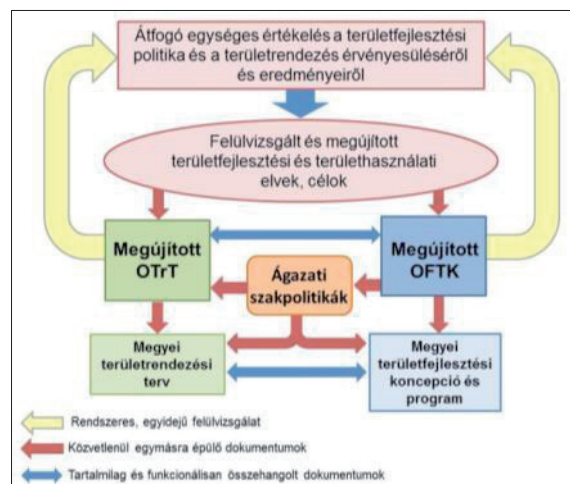 Átfogó egységes értékelés a területfejlesztési
politika és a területrendezés érvényesüléséről
és eredményeiről
Felülvizsgált és megújított
területfejlesztési és területhasználati
elvek, célok
Megújított
OTrT
Ágazati
szakpolitikák
Megújított
OFTK
Megyei
területrendezési
terv
Megyei
területfejlesztési
koncepció és
program
Rendszeres, egyidejű felülvizsgálat
Közvetlenül egymásra épülő dokumentumok
Tartalmilag és funkcionálisan összehangolt dokumentumok